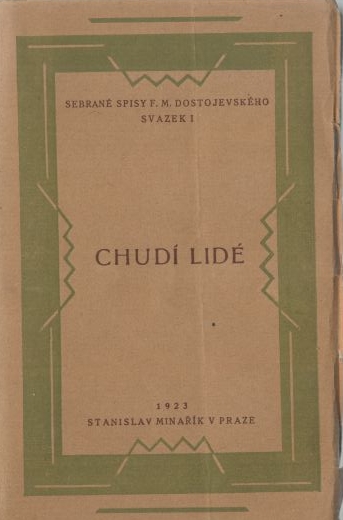 SEBRANÉ SPISY F. M. DOSTOJEVSKÉHO
SVAZEK I
CHUDÍ LIDÉ
1923
STANISLAV MINAŘÍK V PRAZE